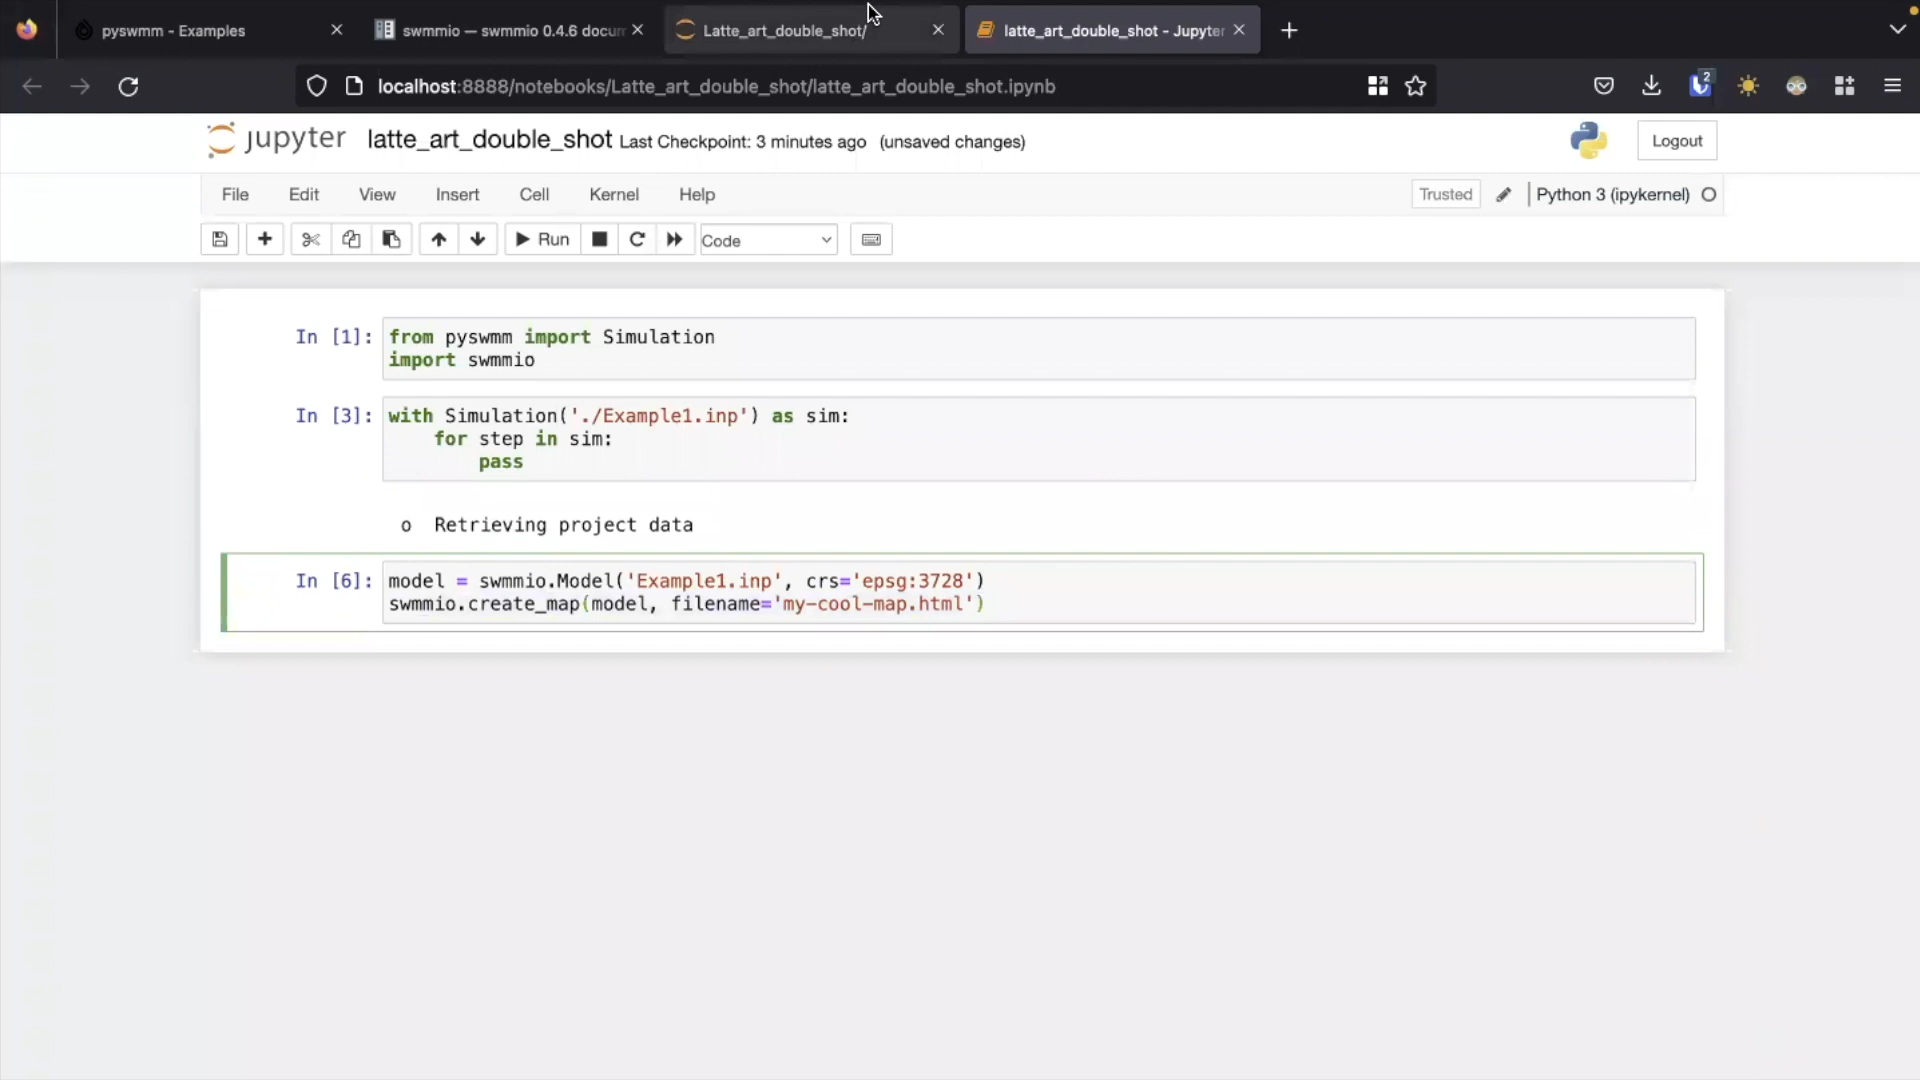 pyswmm - Examples
swmmio — swmmio 0.4.6 docum
Latte_art_double_shot/
latte_art_double_shot - Jupyter
localhost:8888/notebooks/Latte_art_double_shot/latte_art_double_shot.ipynb
2
jupyter latte_art_double_shot Last Checkpoint: 3 minutes ago (unsaved changes)
Logout
File Edit View Insert Cell Kernel Help
Trusted
Python 3 (ipykernel)
Run
Code
In [1]: from pyswmm import Simulation
import swmmio
In [3]: with Simulation('./Example1.inp') as sim:
for step in sim:
pass
o Retrieving project data
In [6]: model = swmmio.Model('Example1.inp', crs='epsg:3728')
swmmio.create_map(model, filename='my-cool-map.html')